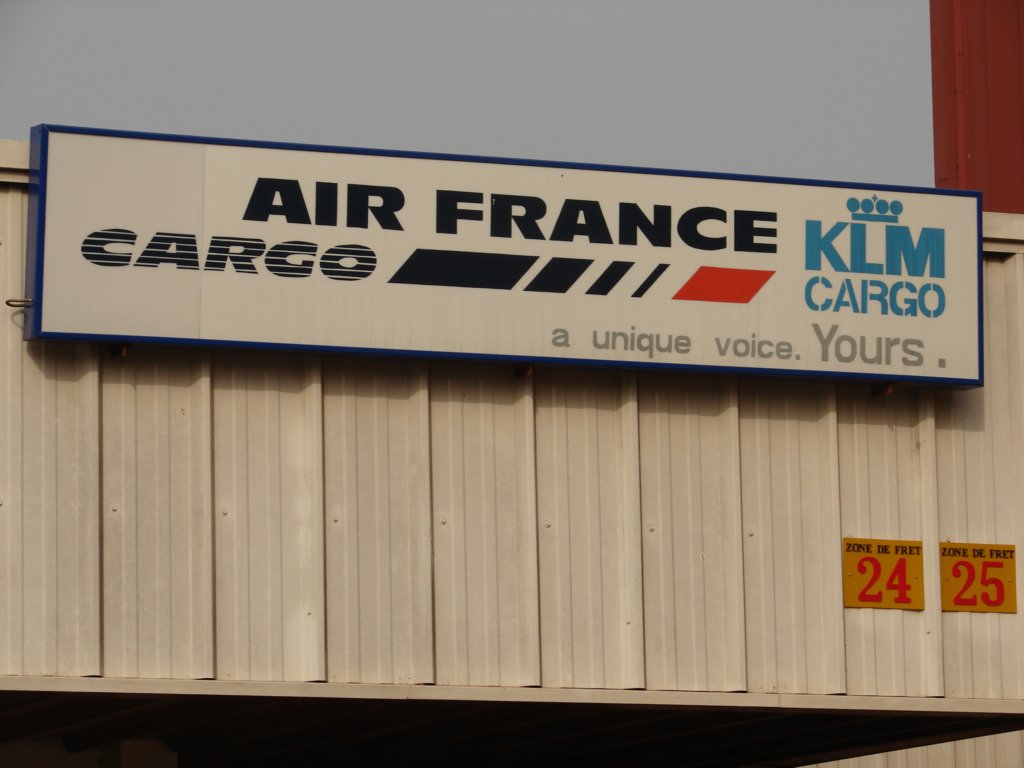 AIR FRANCE
CARGO
KLM
CARGO
a unique voice. Yours.
ZONE DE FRET
24
ZONE DE FRET
25